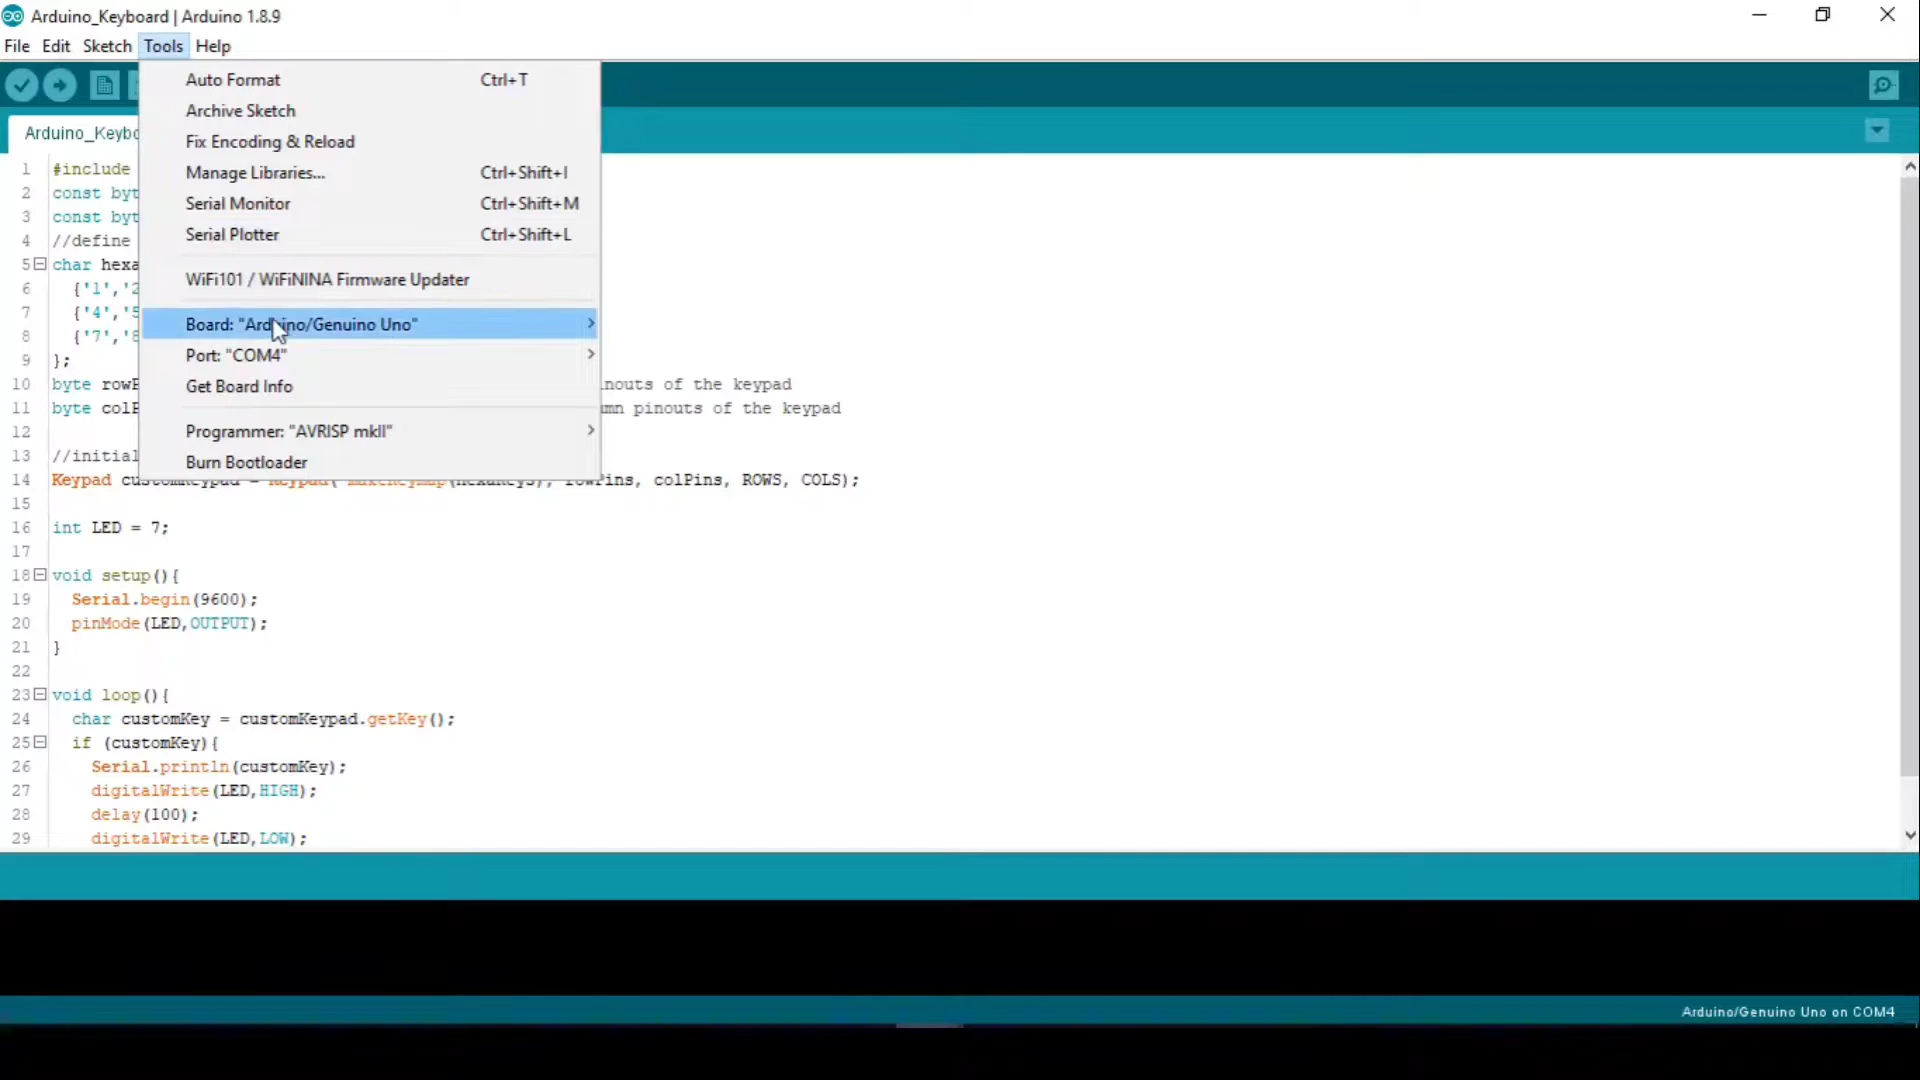 Arduino_Keyboard | Arduino 1.8.9
File Edit Sketch Tools Help
Auto Format Ctrl+T
Archive Sketch
Fix Encoding & Reload
Manage Libraries... Ctrl+Shift+I
Serial Monitor Ctrl+Shift+M
Serial Plotter Ctrl+Shift+L
WiFi101 / WiFiNINA Firmware Updater
Board: "Arduino/Genuino Uno"
Port: "COM4"
Get Board Info
Programmer: "AVRISP mkII"
Burn Bootloader
Arduino_Keybo
1 #include
2 const byt
3 const byt
4 //define
5 char hexa
6 {'1','2
7 {'4','5
8 {'7','8
9 };
10 byte rowP nouts of the keypad
11 byte colP mn pinouts of the keypad
12
13 //initial
14 Keypad customKeypad = Keypad( makeKeymap(hexaKeys), rowPins, colPins, ROWS, COLS);
15
16 int LED = 7;
17
18 void setup(){
19 Serial.begin(9600);
20 pinMode(LED,OUTPUT);
21 }
22
23 void loop(){
24 char customKey = customKeypad.getKey();
25 if (customKey){
26 Serial.println(customKey);
27 digitalWrite(LED,HIGH);
28 delay(100);
29 digitalWrite(LED,LOW);
Arduino/Genuino Uno on COM4